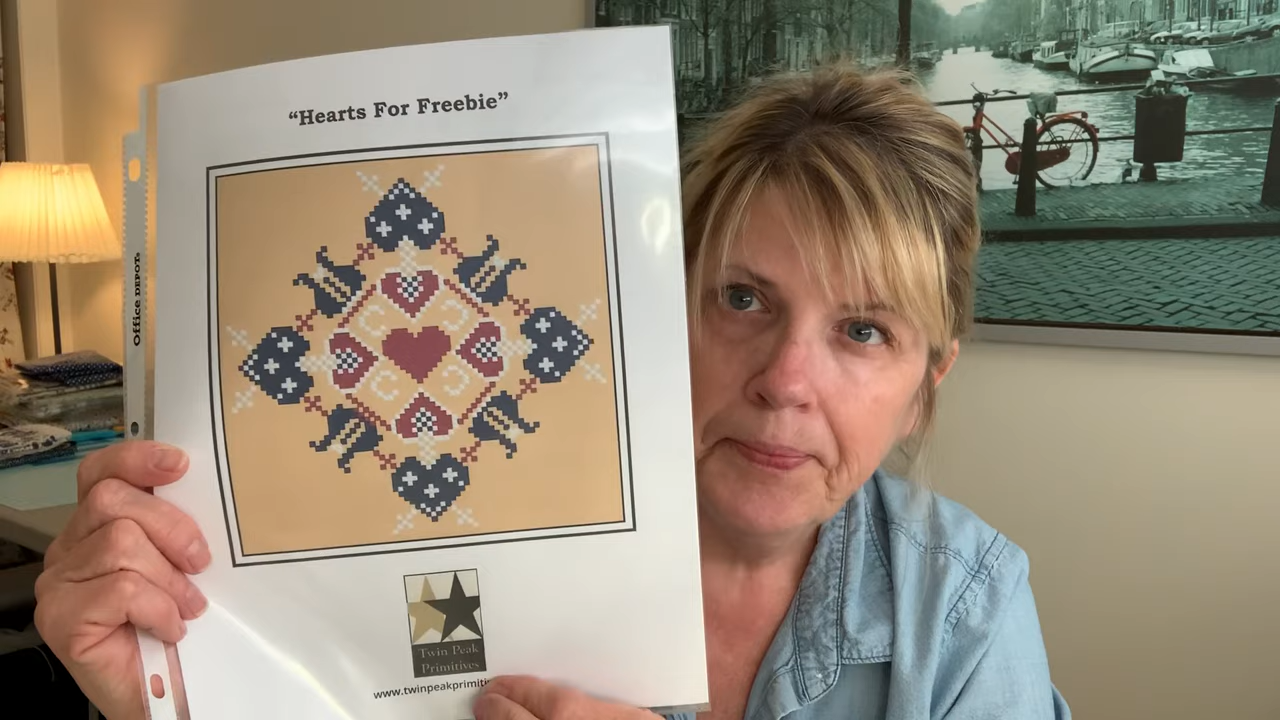 “Hearts For Freebie”
Office DEPOT
Twin Peak
Primitives